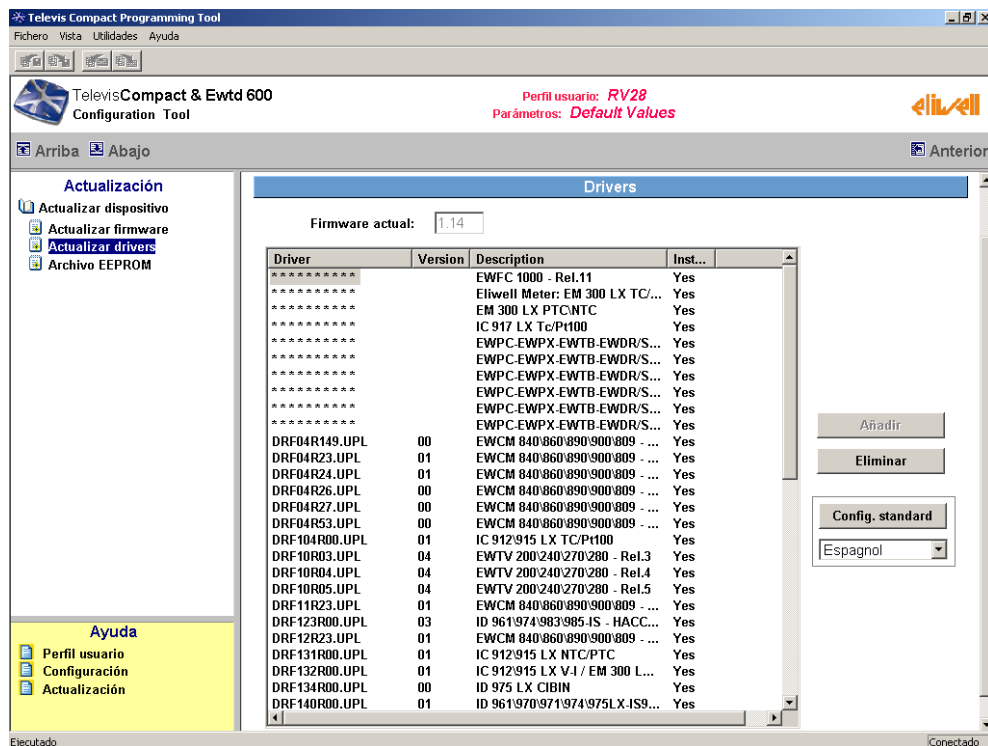 Televis Compact Programming Tool
Fichero Vista Utilidades Ayuda
TelevisCompact & Ewtd 600
Configuration Tool
Perfil usuario: RV28
Parámetros: Default Values
eliwell
Arriba Abajo
Anterior
Actualización
Actualizar dispositivo
Actualizar firmware
Actualizar drivers
Archivo EEPROM
Drivers
Firmware actual: 1.14
Driver Version Description Inst...
* * * * * * * * * * EWFC 1000 - Rel.11 Yes
* * * * * * * * * * Eliwell Meter: EM 300 LX TC/... Yes
* * * * * * * * * * EM 300 LX PTC\NTC Yes
* * * * * * * * * * IC 917 LX Tc/Pt100 Yes
* * * * * * * * * * EWPC-EWPX-EWTB-EWDR/S... Yes
* * * * * * * * * * EWPC-EWPX-EWTB-EWDR/S... Yes
* * * * * * * * * * EWPC-EWPX-EWTB-EWDR/S... Yes
* * * * * * * * * * EWPC-EWPX-EWTB-EWDR/S... Yes
* * * * * * * * * * EWPC-EWPX-EWTB-EWDR/S... Yes
* * * * * * * * * * EWPC-EWPX-EWTB-EWDR/S... Yes
DRF04R149.UPL 00 EWCM 840\860\890\900\809 - ... Yes
DRF04R23.UPL 01 EWCM 840\860\890\900\809 - ... Yes
DRF04R24.UPL 01 EWCM 840\860\890\900\809 - ... Yes
DRF04R26.UPL 00 EWCM 840\860\890\900\809 - ... Yes
DRF04R27.UPL 00 EWCM 840\860\890\900\809 - ... Yes
DRF04R53.UPL 00 EWCM 840\860\890\900\809 - ... Yes
DRF104R00.UPL 01 IC 912\915 LX TC/Pt100 Yes
DRF10R03.UPL 04 EWTV 200\240\270\280 - Rel.3 Yes
DRF10R04.UPL 04 EWTV 200\240\270\280 - Rel.4 Yes
DRF10R05.UPL 04 EWTV 200\240\270\280 - Rel.5 Yes
DRF11R23.UPL 01 EWCM 840\860\890\900\809 - ... Yes
DRF123R00.UPL 03 ID 961\974\983\985-IS - HACC... Yes
DRF12R23.UPL 01 EWCM 840\860\890\900\809 - ... Yes
DRF131R00.UPL 01 IC 912\915 LX NTC/PTC Yes
DRF132R00.UPL 01 IC 912\915 LX V-I / EM 300 L... Yes
DRF134R00.UPL 00 ID 975 LX CIBIN Yes
DRF140R00.UPL 01 ID 961\970\971\974\975LX-IS9... Yes
Añadir
Eliminar
Config. standard
Espagnol
Ayuda
Perfil usuario
Configuración
Actualización
Ejecutado
Conectado